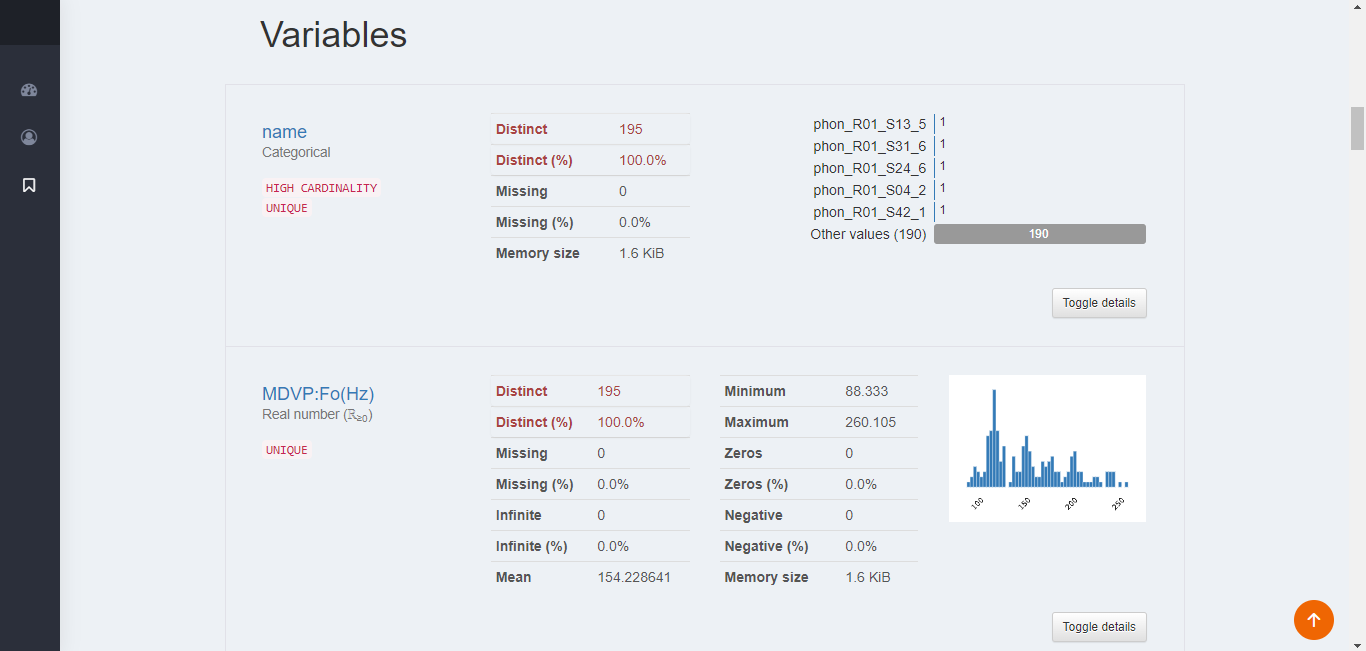 Variables
name
Categorical
HIGH CARDINALITY
UNIQUE
Distinct 195
Distinct (%) 100.0%
Missing 0
Missing (%) 0.0%
Memory size 1.6 KiB
phon_R01_S13_5 1
phon_R01_S31_6 1
phon_R01_S24_6 1
phon_R01_S04_2 1
phon_R01_S42_1 1
Other values (190) 190
Toggle details
MDVP:Fo(Hz)
Real number (ℝ≥0)
UNIQUE
Distinct 195
Distinct (%) 100.0%
Missing 0
Missing (%) 0.0%
Infinite 0
Infinite (%) 0.0%
Mean 154.228641
Minimum 88.333
Maximum 260.105
Zeros 0
Zeros (%) 0.0%
Negative 0
Negative (%) 0.0%
Memory size 1.6 KiB
100 150 200 250
Toggle details